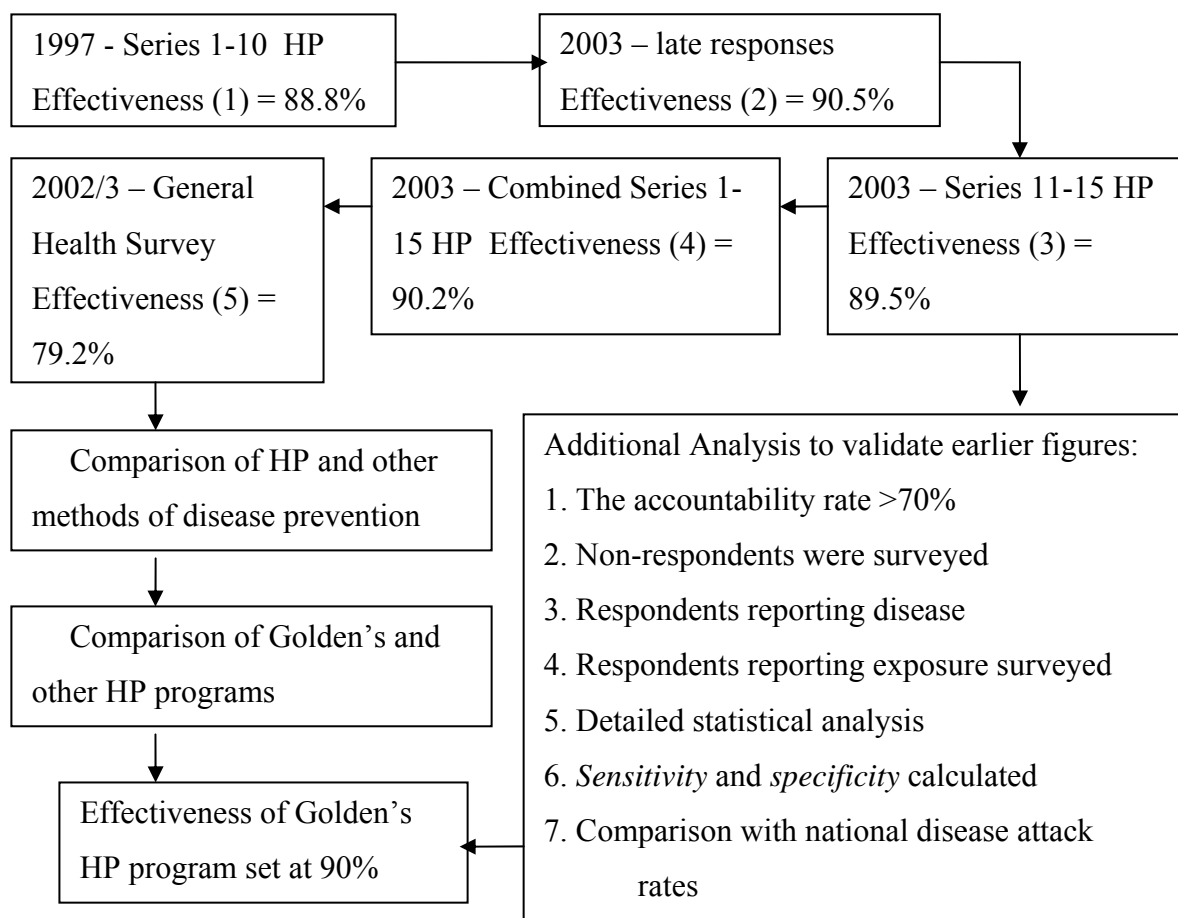 1997 - Series 1-10 HP
Effectiveness (1) = 88.8%
2003 – late responses
Effectiveness (2) = 90.5%
2002/3 – General
Health Survey
Effectiveness (5) =
79.2%
2003 – Combined Series 1-
15 HP Effectiveness (4) =
90.2%
2003 – Series 11-15 HP
Effectiveness (3) =
89.5%
Comparison of HP and other
methods of disease prevention
Comparison of Golden’s and
other HP programs
Effectiveness of Golden’s
HP program set at 90%
Additional Analysis to validate earlier figures:
1. The accountability rate >70%
2. Non-respondents were surveyed
3. Respondents reporting disease
4. Respondents reporting exposure surveyed
5. Detailed statistical analysis
6. Sensitivity and specificity calculated
7. Comparison with national disease attack
rates